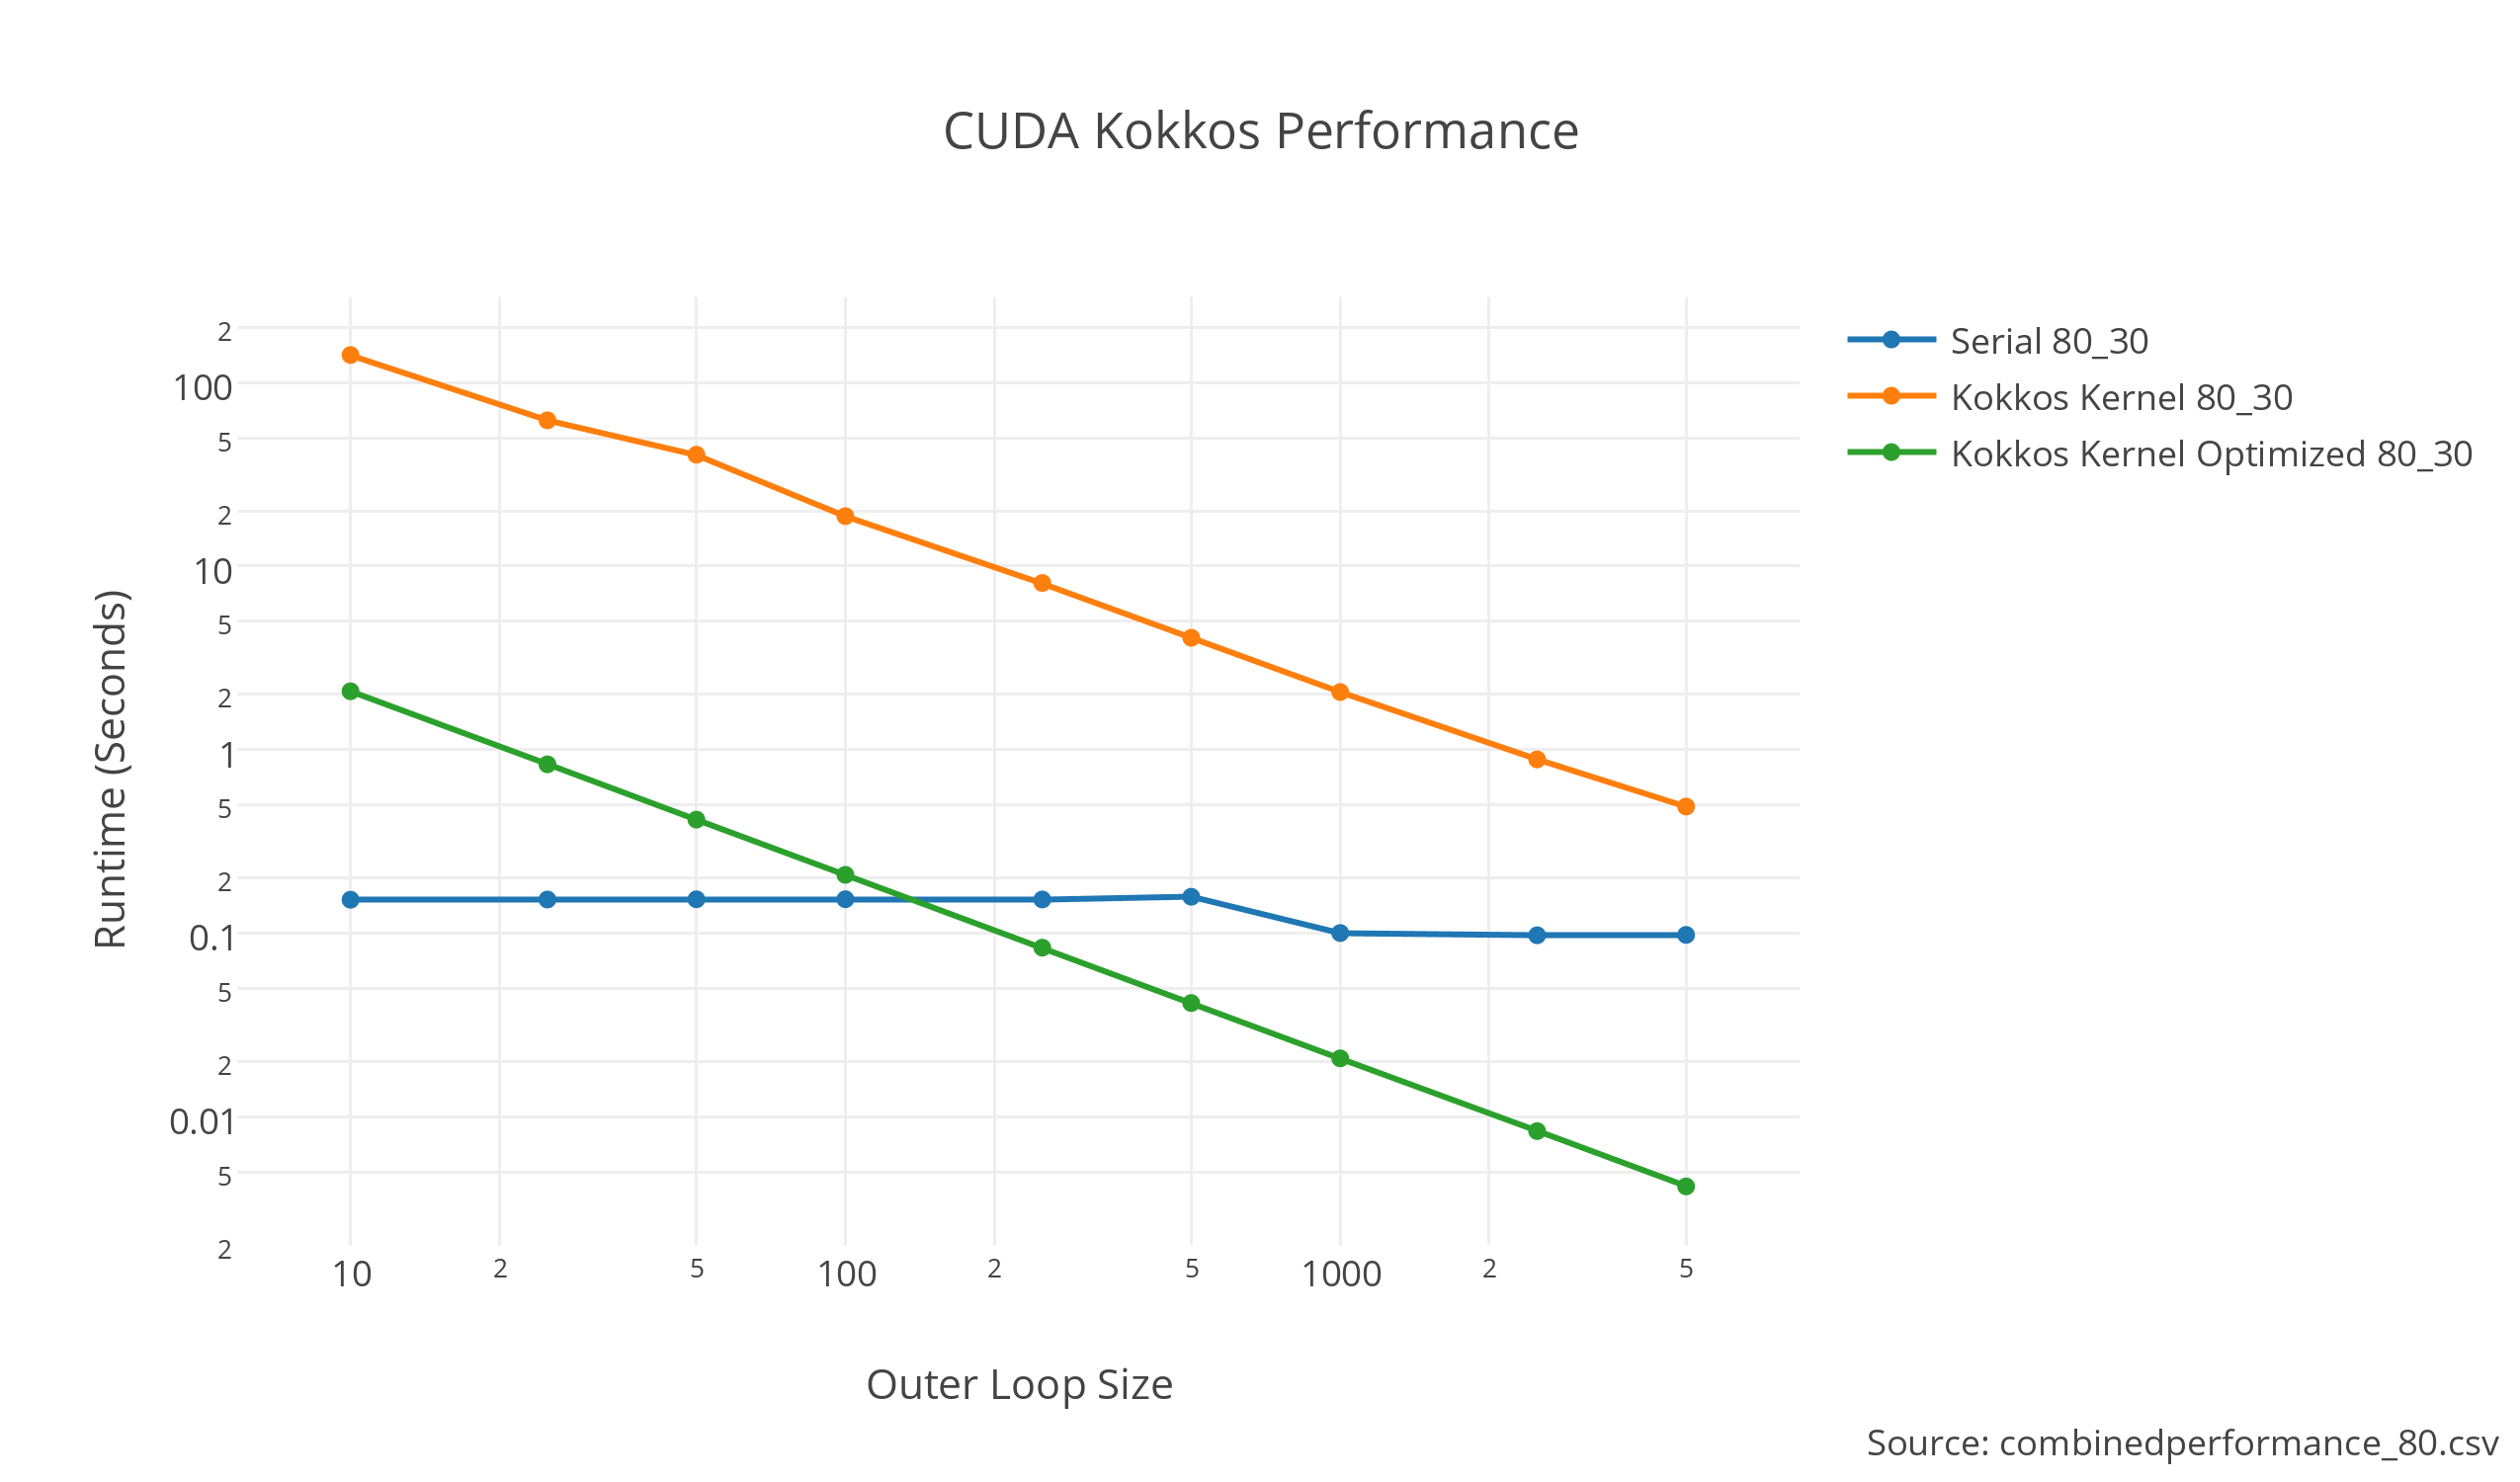 CUDA Kokkos Performance
Serial 80_30
Kokkos Kernel 80_30
Kokkos Kernel Optimized 80_30
Runtime (Seconds)
2
100
5
2
10
5
2
1
5
2
0.1
5
2
0.01
5
2
10 2 5 100 2 5 1000 2 5
Outer Loop Size
Source: combinedperformance_80.csv